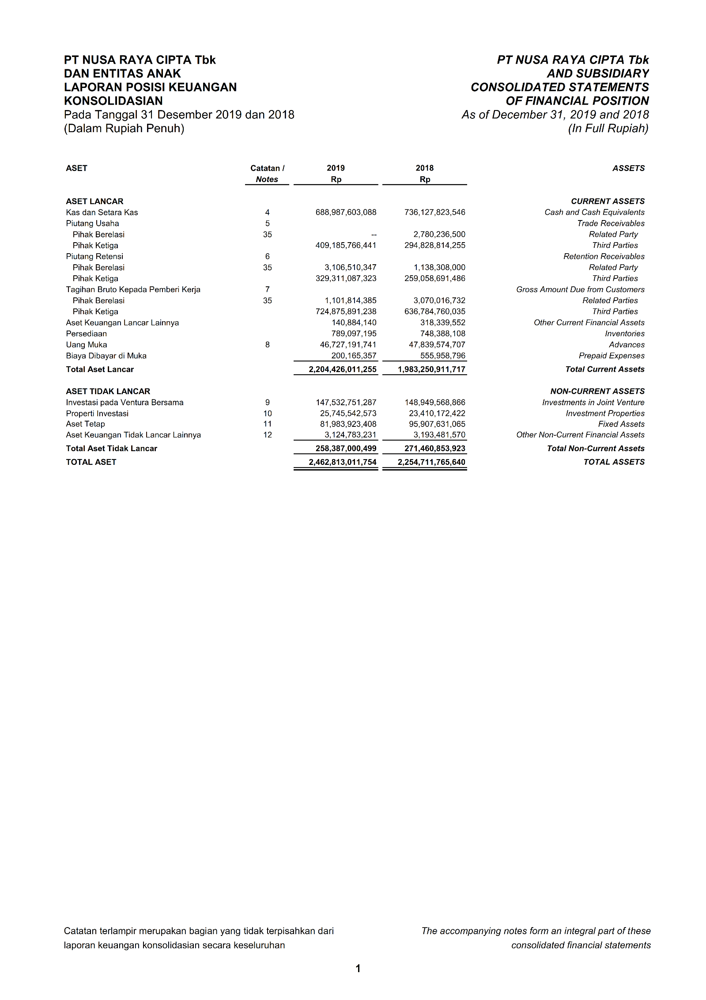 PT NUSA RAYA CIPTA Tbk PT NUSA RAYA CIPTA Tbk
DAN ENTITAS ANAK AND SUBSIDIARY
LAPORAN POSISI KEUANGAN CONSOLIDATED STATEMENTS
KONSOLIDASIAN OF FINANCIAL POSITION
Pada Tanggal 31 Desember 2019 dan 2018 As of December 31, 2019 and 2018
(Dalam Rupiah Penuh) (In Full Rupiah)
ASET Catatan / 2019 2018 ASSETS
Notes Rp Rp
ASET LANCAR CURRENT ASSETS
Kas dan Setara Kas 4 688,987,603,088 736,127,823,546 Cash and Cash Equivalents
Piutang Usaha 5 Trade Receivables
Pihak Berelasi 35 -- 2,780,236,500 Related Party
Pihak Ketiga 409,185,766,441 294,828,814,255 Third Parties
Piutang Retensi 6 Retention Receivables
Pihak Berelasi 35 3,106,510,347 1,138,308,000 Related Party
Pihak Ketiga 329,311,087,323 259,058,691,486 Third Parties
Tagihan Bruto Kepada Pemberi Kerja 7 Gross Amount Due from Customers
Pihak Berelasi 35 1,101,814,385 3,070,016,732 Related Parties
Pihak Ketiga 724,875,891,238 636,784,760,035 Third Parties
Aset Keuangan Lancar Lainnya 140,884,140 318,339,552 Other Current Financial Assets
Persediaan 789,097,195 748,388,108 Inventories
Uang Muka 8 46,727,191,741 47,839,574,707 Advances
Biaya Dibayar di Muka 200,165,357 555,958,796 Prepaid Expenses
Total Aset Lancar 2,204,426,011,255 1,983,250,911,717 Total Current Assets
ASET TIDAK LANCAR NON-CURRENT ASSETS
Investasi pada Ventura Bersama 9 147,532,751,287 148,949,568,866 Investments in Joint Venture
Properti Investasi 10 25,745,542,573 23,410,172,422 Investment Properties
Aset Tetap 11 81,983,923,408 95,907,631,065 Fixed Assets
Aset Keuangan Tidak Lancar Lainnya 12 3,124,783,231 3,193,481,570 Other Non-Current Financial Assets
Total Aset Tidak Lancar 258,387,000,499 271,460,853,923 Total Non-Current Assets
TOTAL ASET 2,462,813,011,754 2,254,711,765,640 TOTAL ASSETS
Catatan terlampir merupakan bagian yang tidak terpisahkan dari The accompanying notes form an integral part of these
laporan keuangan konsolidasian secara keseluruhan consolidated financial statements
1